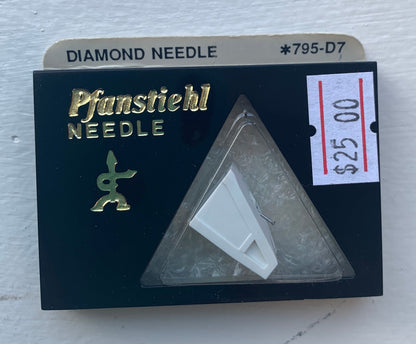 DIAMOND NEEDLE *795-D7
Pfanstiehl
NEEDLE
$25 00